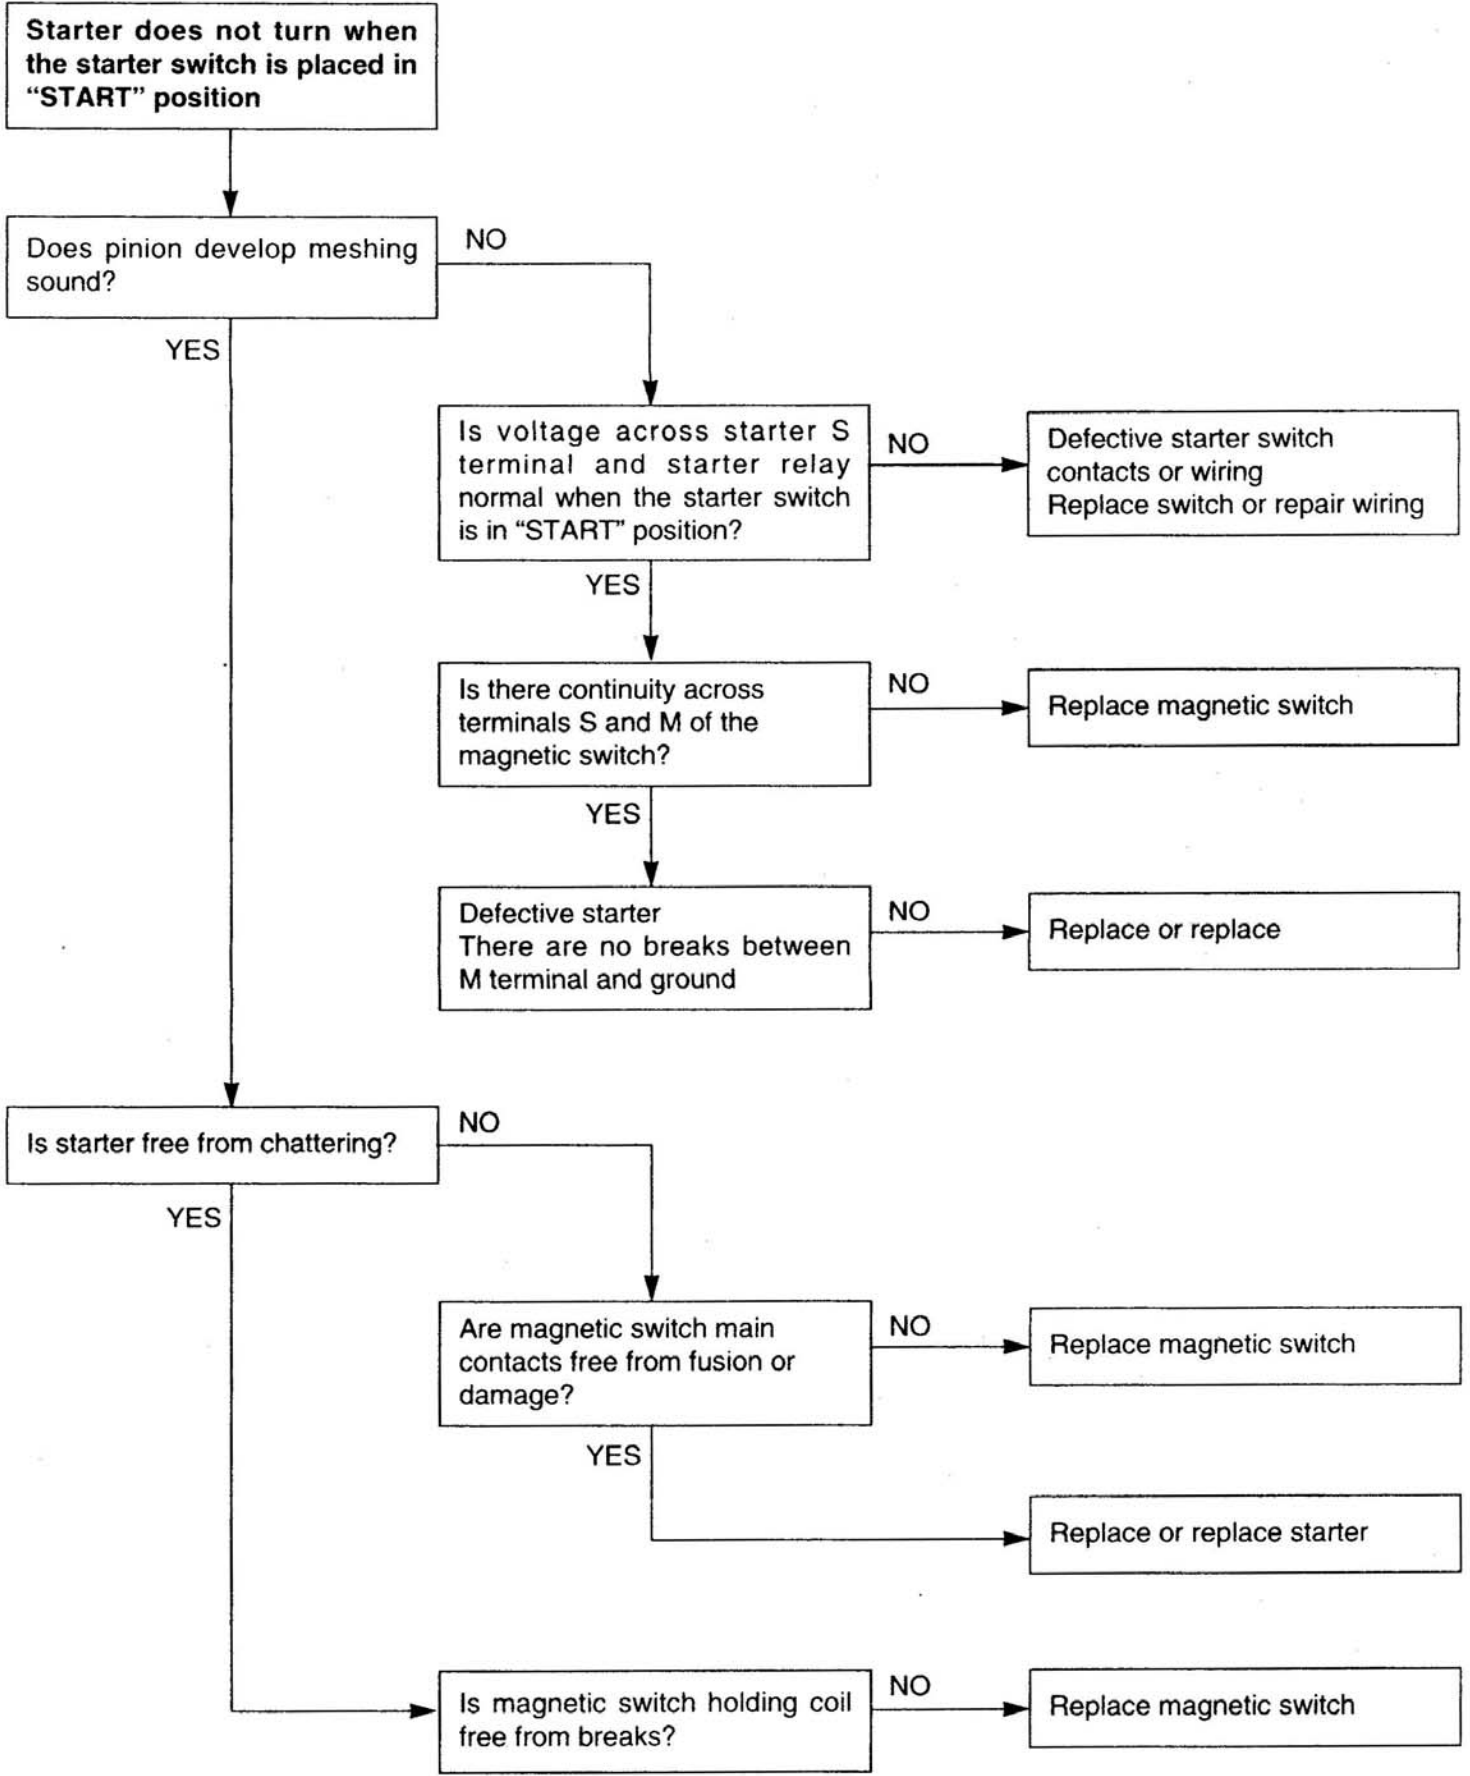 Starter does not turn when
the starter switch is placed in
“START” position
Does pinion develop meshing
sound?
NO
YES
Is voltage across starter S
terminal and starter relay
normal when the starter switch
is in “START” position?
NO
Defective starter switch
contacts or wiring
Replace switch or repair wiring
YES
Is there continuity across
terminals S and M of the
magnetic switch?
NO
Replace magnetic switch
YES
Defective starter
There are no breaks between
M terminal and ground
NO
Replace or replace
Is starter free from chattering?
NO
YES
Are magnetic switch main
contacts free from fusion or
damage?
NO
Replace magnetic switch
YES
Replace or replace starter
Is magnetic switch holding coil
free from breaks?
NO
Replace magnetic switch